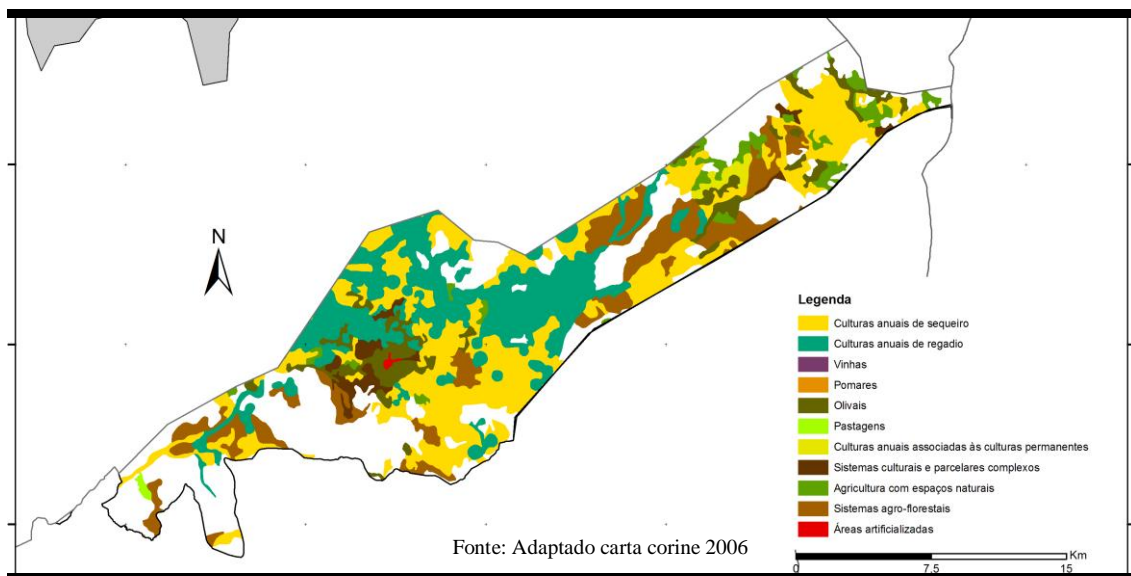 N
Legenda
Culturas anuais de sequeiro
Culturas anuais de regadio
Vinhas
Pomares
Olivais
Pastagens
Culturas anuais associadas às culturas permanentes
Sistemas culturais e parcelares complexos
Agricultura com espaços naturais
Sistemas agro-florestais
Áreas artificializadas
Fonte: Adaptado carta corine 2006
Km
0 7.5 15